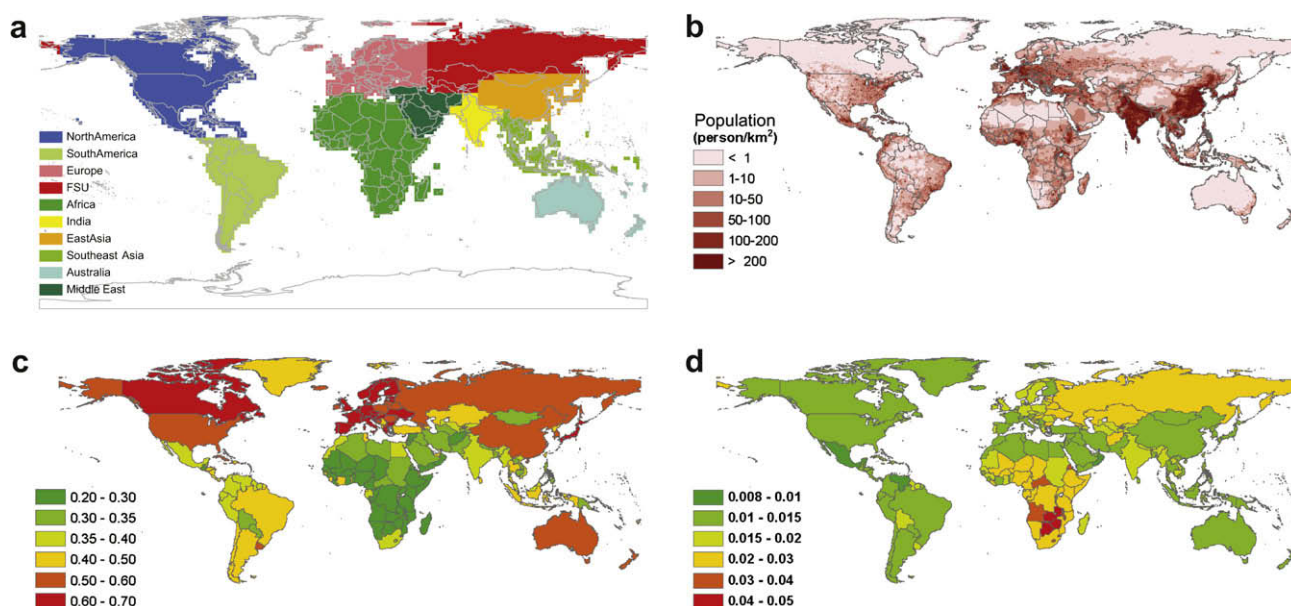 a
NorthAmerica
SouthAmerica
Europe
FSU
Africa
India
EastAsia
Southeast Asia
Australia
Middle East
b
Population
(person/km²)
< 1
1-10
10-50
50-100
100-200
> 200
c
0.20 - 0.30
0.30 - 0.35
0.35 - 0.40
0.40 - 0.50
0.50 - 0.60
0.60 - 0.70
d
0.008 - 0.01
0.01 - 0.015
0.015 - 0.02
0.02 - 0.03
0.03 - 0.04
0.04 - 0.05